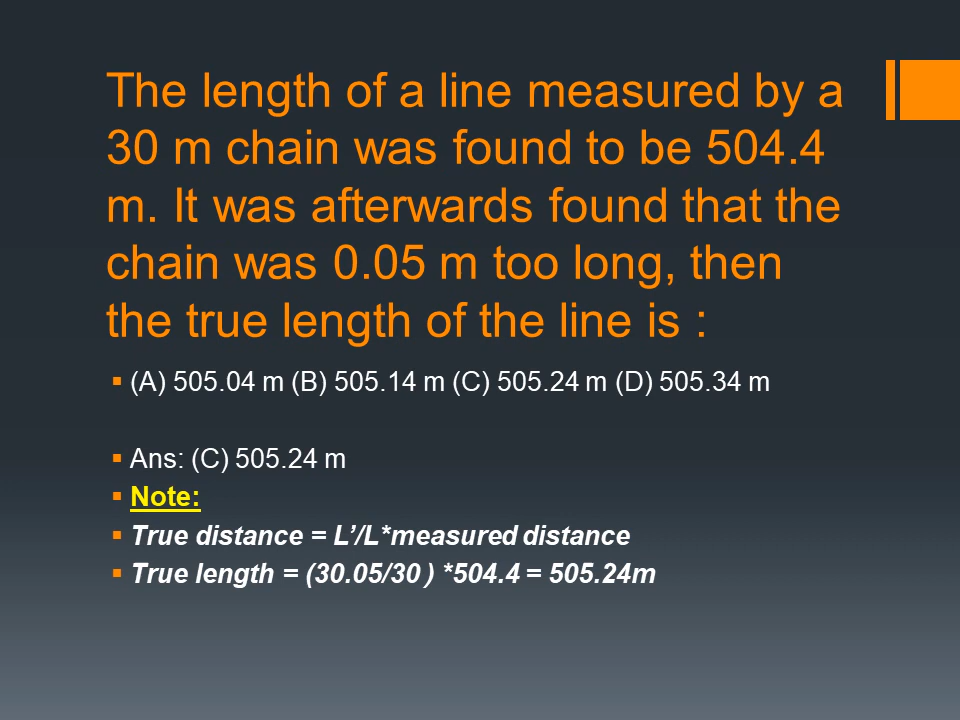 The length of a line measured by a
30 m chain was found to be 504.4
m. It was afterwards found that the
chain was 0.05 m too long, then
the true length of the line is :
(A) 505.04 m (B) 505.14 m (C) 505.24 m (D) 505.34 m
Ans: (C) 505.24 m
Note:
True distance = L’/L*measured distance
True length = (30.05/30 ) *504.4 = 505.24m